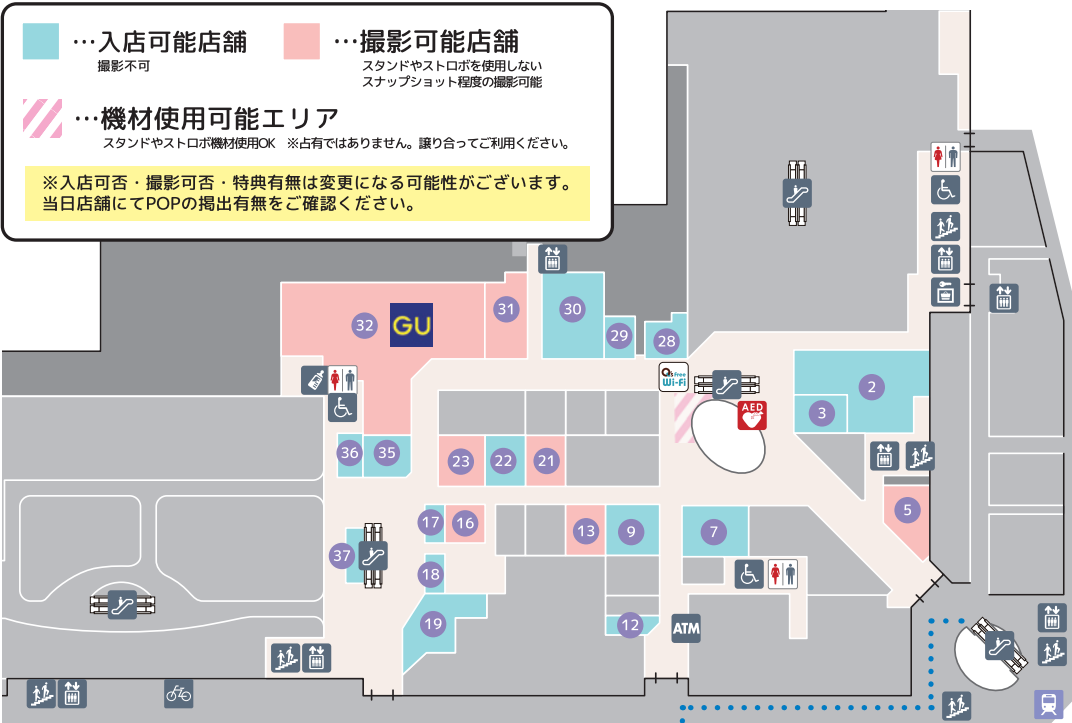 …入店可能店舗
撮影不可
…撮影可能店舗
スタンドやストロボを使用しない
スナップショット程度の撮影可能
…機材使用可能エリア
スタンドやストロボ機材使用OK ※占有ではありません。譲り合ってご利用ください。
※入店可否・撮影可否・特典有無は変更になる可能性がございます。
当日店舗にてPOPの掲出有無をご確認ください。
32
GU
31
30
29
28
Free
Wi-Fi
AED
2
3
36
35
23
22
21
5
17
16
13
9
7
37
18
19
12
ATM